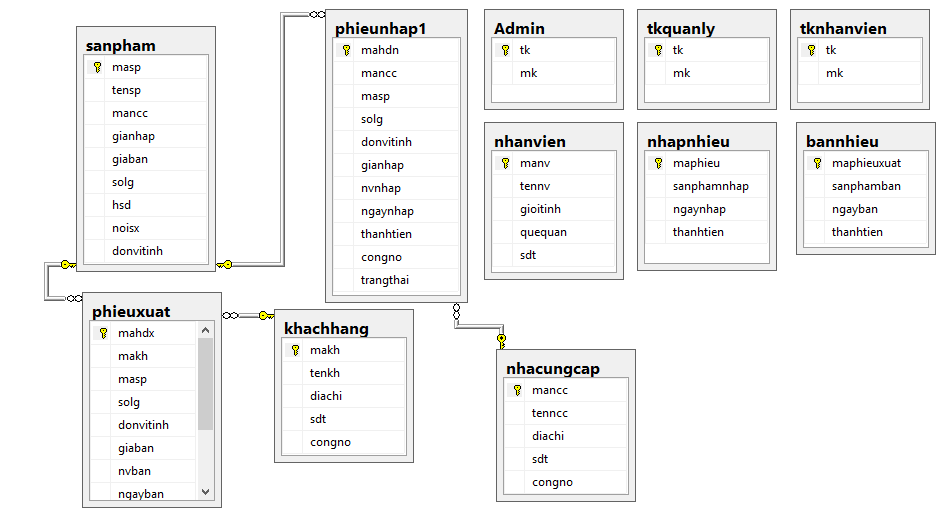 sanpham
masp
tensp
mancc
gianhap
giaban
solg
hsd
noisx
donvitinh
phieunhap1
mahdn
mancc
masp
solg
donvitinh
gianhap
nvnhap
ngaynhap
thanhtien
congno
trangthai
Admin
tk
mk
tkquanly
tk
mk
tknhanvien
tk
mk
nhanvien
manv
tennv
gioitinh
quequan
sdt
nhapnhieu
maphieu
sanphamnhap
ngaynhap
thanhtien
bannhieu
maphieuxuat
sanphamban
ngayban
thanhtien
phieuxuat
mahdx
makh
masp
solg
donvitinh
giaban
nvban
ngayban
khachhang
makh
tenkh
diachi
sdt
congno
nhacungcap
mancc
tenncc
diachi
sdt
congno